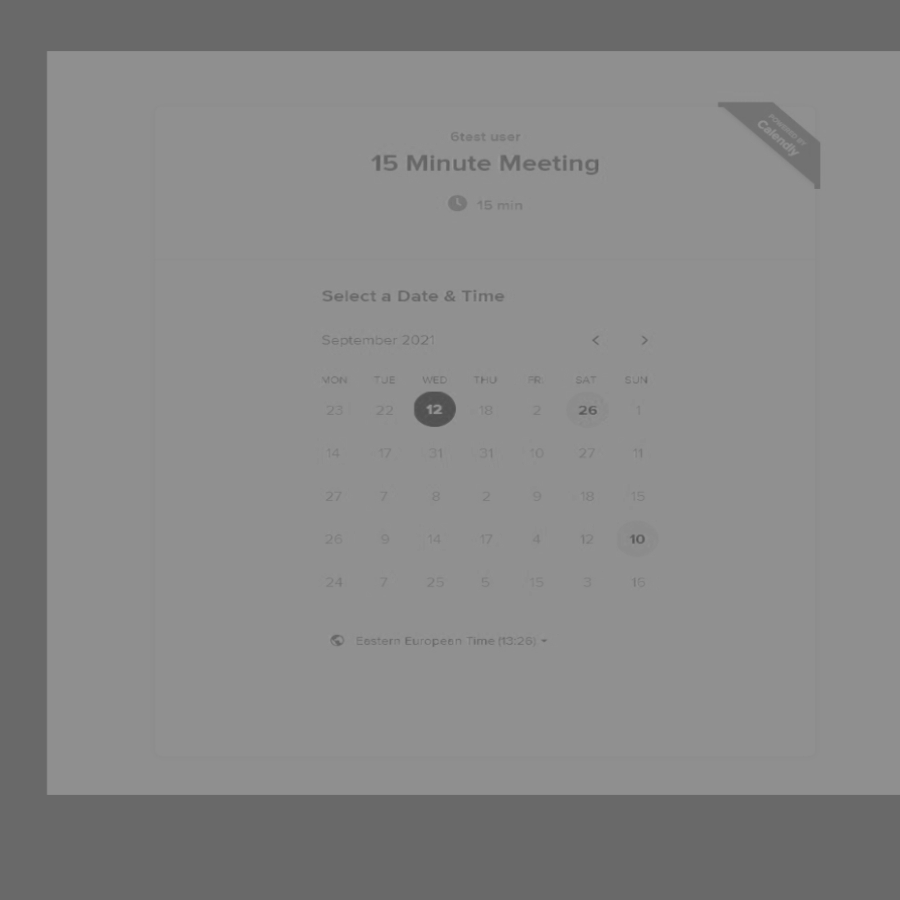 POWERED BY
Calendly
6test user
15 Minute Meeting
15 min
Select a Date & Time
September 2021
MON TUE WED THU FRI SAT SUN
23 22 12 18 2 26 1
14 17 31 31 10 27 11
27 7 8 2 9 18 15
26 9 14 17 4 12 10
24 7 25 5 15 3 15
Eastern European Time (13:26)